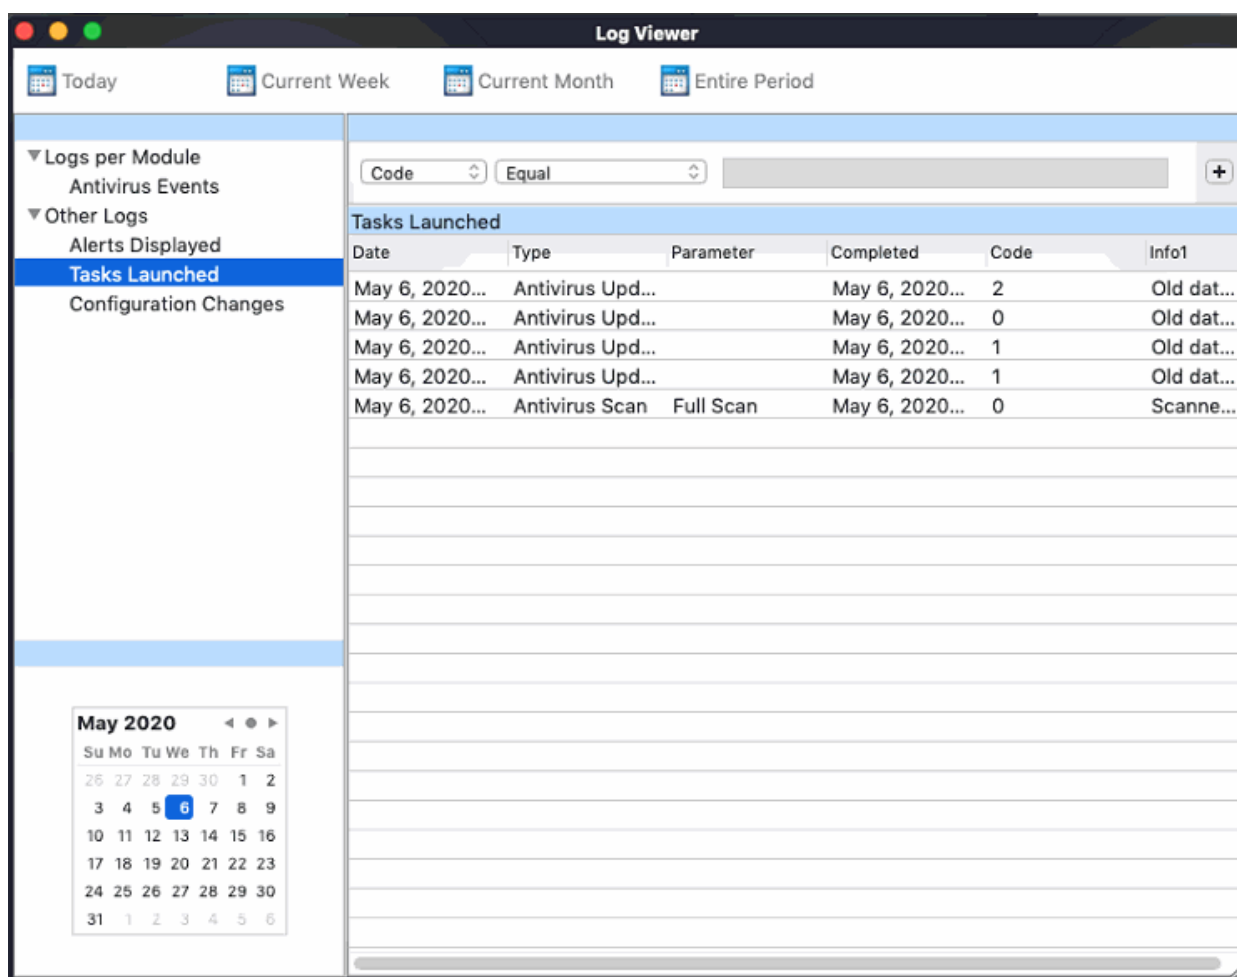 Log Viewer
Today Current Week Current Month Entire Period
Logs per Module
Antivirus Events
Other Logs
Alerts Displayed
Tasks Launched
Configuration Changes
Code Equal +
Tasks Launched
Date Type Parameter Completed Code Info1
May 6, 2020... Antivirus Upd... May 6, 2020... 2 Old dat...
May 6, 2020... Antivirus Upd... May 6, 2020... 0 Old dat...
May 6, 2020... Antivirus Upd... May 6, 2020... 1 Old dat...
May 6, 2020... Antivirus Upd... May 6, 2020... 1 Old dat...
May 6, 2020... Antivirus Scan Full Scan May 6, 2020... 0 Scanne...
May 2020
Su Mo Tu We Th Fr Sa
26 27 28 29 30 1 2
3 4 5 6 7 8 9
10 11 12 13 14 15 16
17 18 19 20 21 22 23
24 25 26 27 28 29 30
31 1 2 3 4 5 6